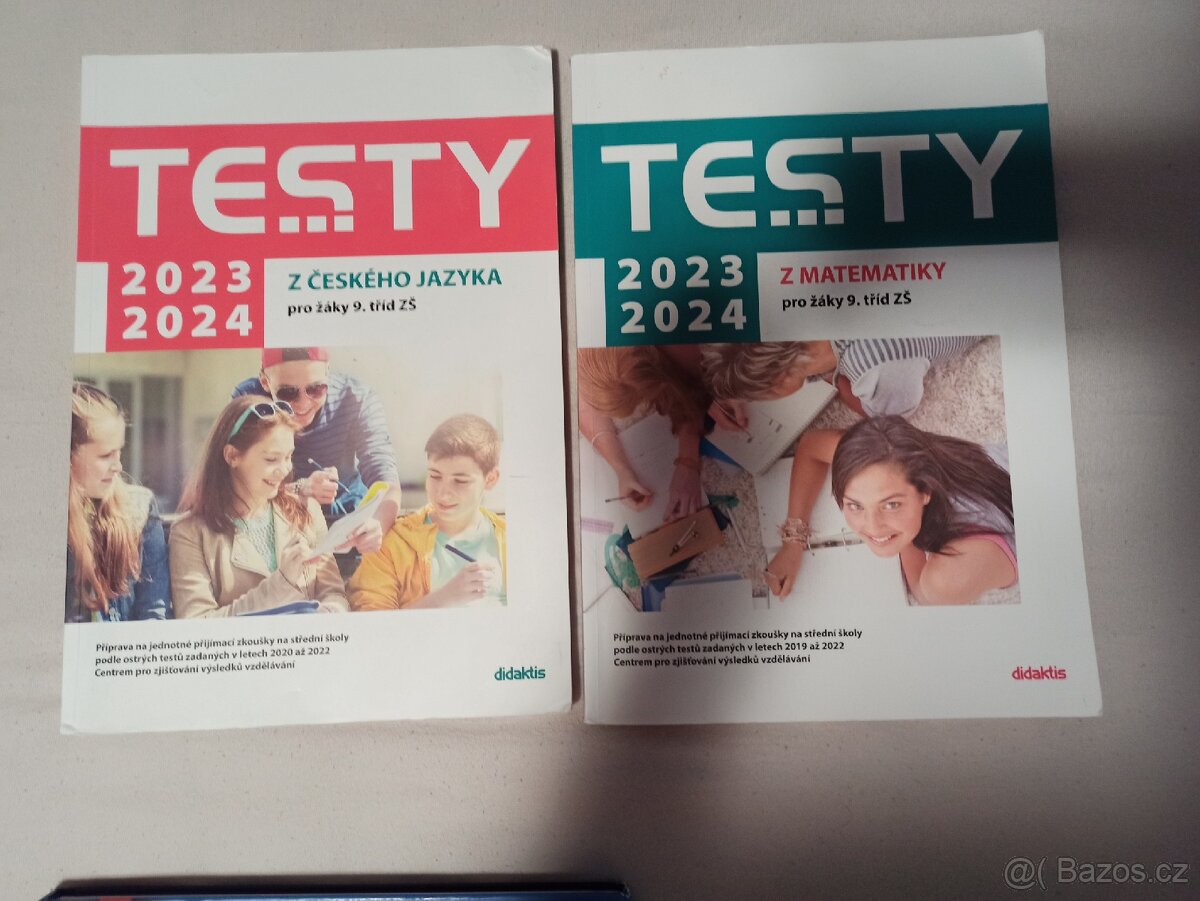 TESTY
2023
2024
Z ČESKÉHO JAZYKA
pro žáky 9. tříd ZŠ
Příprava na jednotné přijímací zkoušky na střední školy
podle ostrých testů zadaných v letech 2020 až 2022
Centrem pro zjišťování výsledků vzdělávání
didaktis
TESTY
2023
2024
Z MATEMATIKY
pro žáky 9. tříd ZŠ
Příprava na jednotné přijímací zkoušky na střední školy
podle ostrých testů zadaných v letech 2019 až 2022
Centrem pro zjišťování výsledků vzdělávání
didaktis
@( Bazos.cz